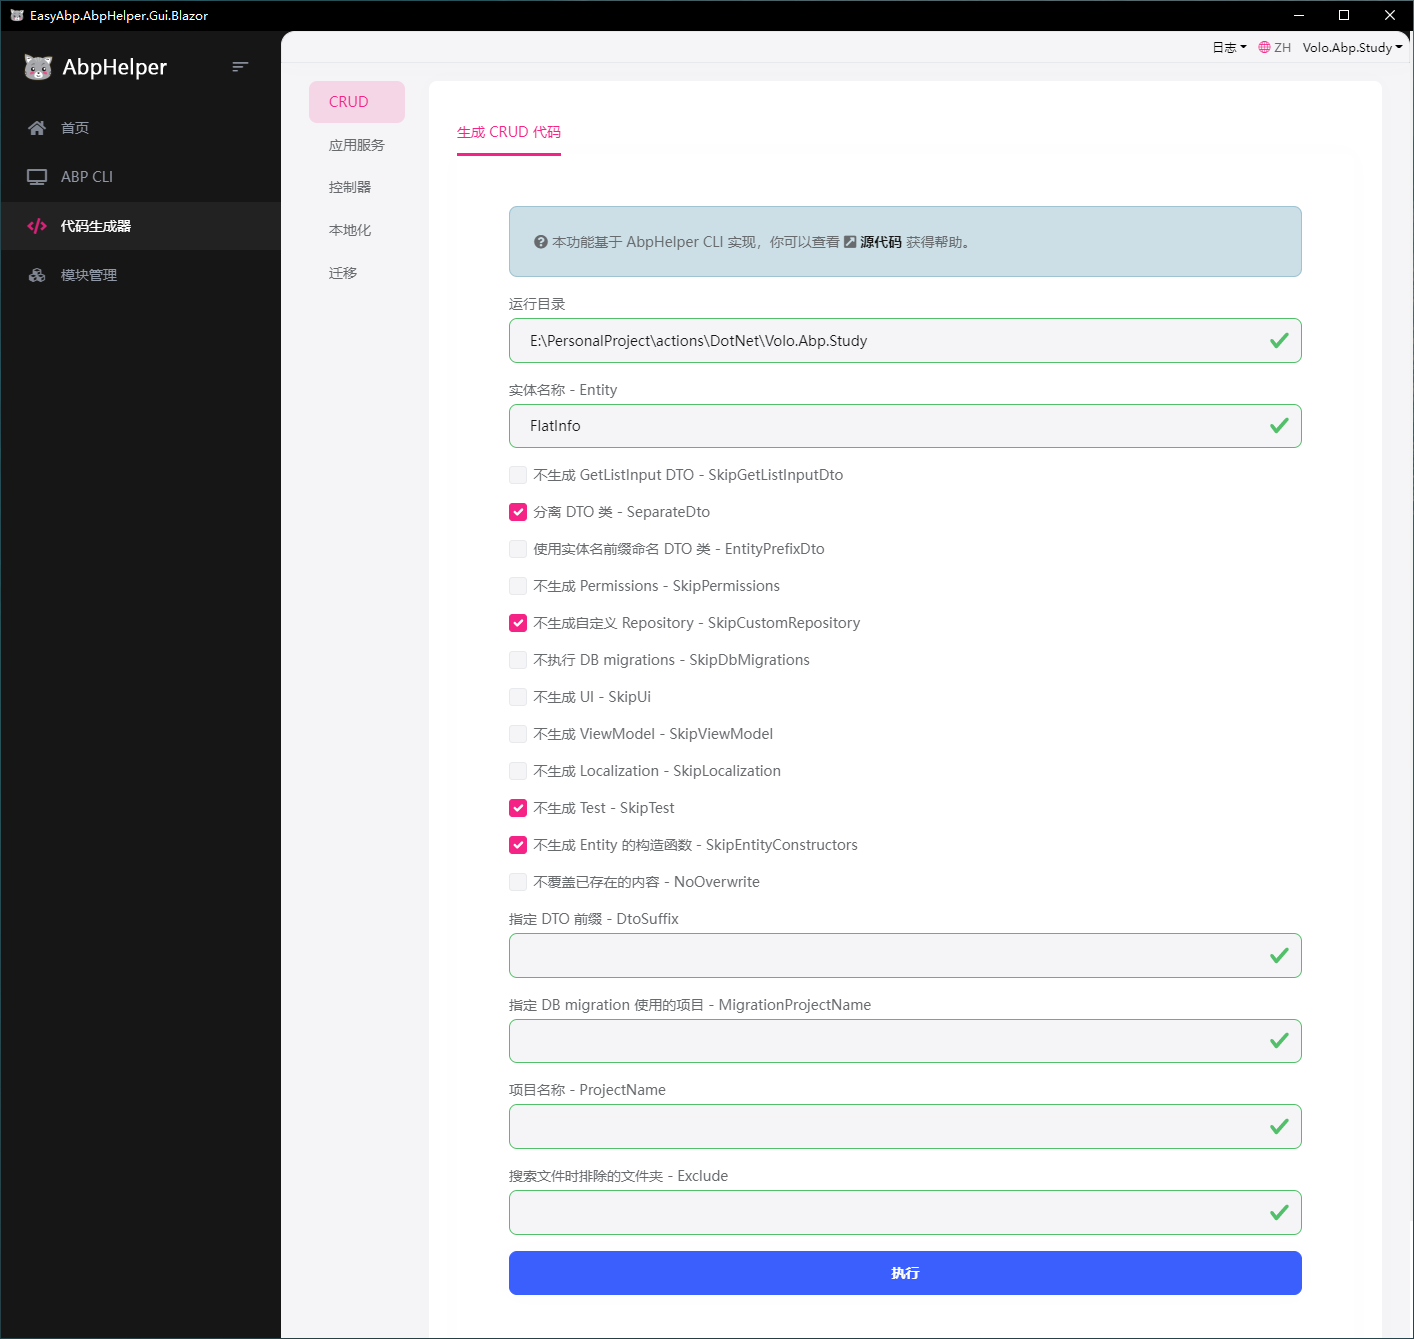 EasyAbp.AbpHelper.Gui.Blazor
日志 ZH Volo.Abp.Study
AbpHelper
首页
ABP CLI
代码生成器
模块管理
CRUD
应用服务
控制器
本地化
迁移
生成 CRUD 代码
本功能基于 AbpHelper CLI 实现，你可以查看 源代码 获得帮助。
运行目录
E:\PersonalProject\actions\DotNet\Volo.Abp.Study
实体名称 - Entity
FlatInfo
不生成 GetListInput DTO - SkipGetListInputDto
分离 DTO 类 - SeparateDto
使用实体名前缀命名 DTO 类 - EntityPrefixDto
不生成 Permissions - SkipPermissions
不生成自定义 Repository - SkipCustomRepository
不执行 DB migrations - SkipDbMigrations
不生成 UI - SkipUi
不生成 ViewModel - SkipViewModel
不生成 Localization - SkipLocalization
不生成 Test - SkipTest
不生成 Entity 的构造函数 - SkipEntityConstructors
不覆盖已存在的内容 - NoOverwrite
指定 DTO 前缀 - DtoSuffix
指定 DB migration 使用的项目 - MigrationProjectName
项目名称 - ProjectName
搜索文件时排除的文件夹 - Exclude
执行